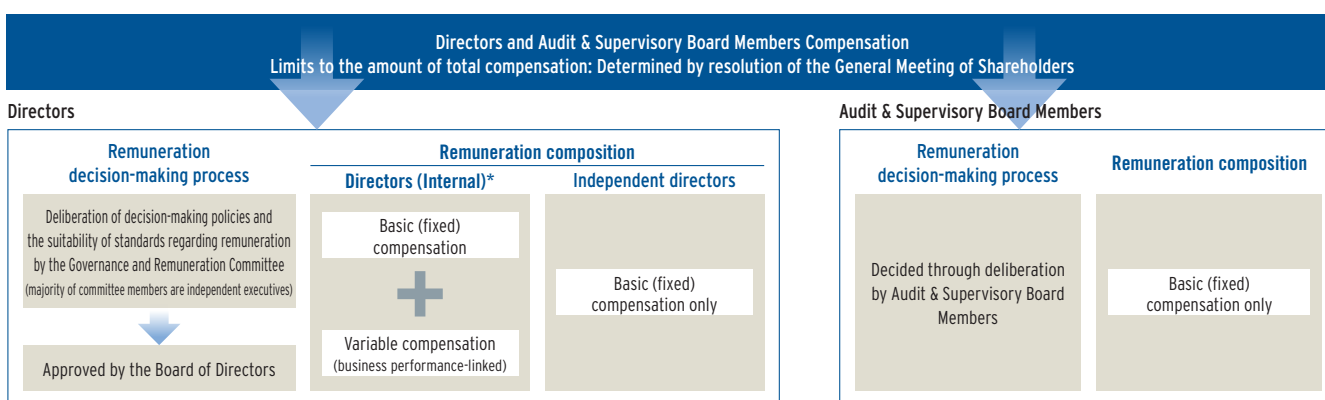 Directors and Audit & Supervisory Board Members Compensation
Limits to the amount of total compensation: Determined by resolution of the General Meeting of Shareholders
Directors
Remuneration
decision-making process
Deliberation of decision-making policies and
the suitability of standards regarding remuneration
by the Governance and Remuneration Committee
(majority of committee members are independent executives)
Approved by the Board of Directors
Remuneration composition
Directors (Internal)*
Basic (fixed)
compensation
+
Variable compensation
(business performance-linked)
Independent directors
Basic (fixed)
compensation only
Audit & Supervisory Board Members
Remuneration
decision-making process
Decided through deliberation
by Audit & Supervisory Board
Members
Remuneration composition
Basic (fixed)
compensation only